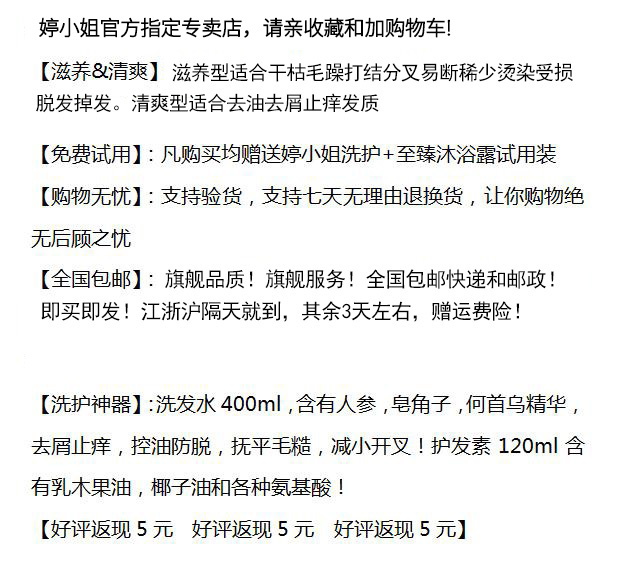 婷小姐官方指定专卖店，请亲收藏和加购物车!
【滋养&清爽】滋养型适合干枯毛躁打结分叉易断稀少烫染受损
脱发掉发。清爽型适合去油去屑止痒发质
【免费试用】：凡购买均赠送婷小姐洗护+至臻沐浴露试用装
【购物无忧】：支持验货，支持七天无理由退换货，让你购物绝
无后顾之忧
【全国包邮】：旗舰品质！旗舰服务！全国包邮快递和邮政！
即买即发！江浙沪隔天就到，其余3天左右，赠运费险！
【洗护神器】:洗发水 400ml ,含有人参 ,皂角子 ,何首乌精华，
去屑止痒，控油防脱，抚平毛糙，减小开叉！护发素 120ml 含
有乳木果油，椰子油和各种氨基酸！
【好评返现 5 元 好评返现 5 元 好评返现 5 元】